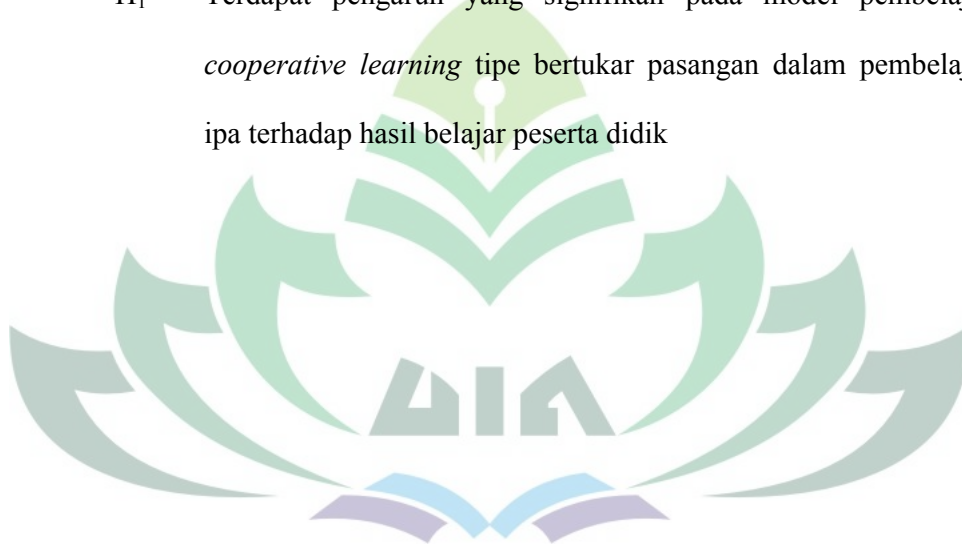 H₁ Terdapat pengaruh yang signifikan pada model
cooperative learning tipe bertukar pasangan dalam
ipa terhadap hasil belajar peserta didik
UIN